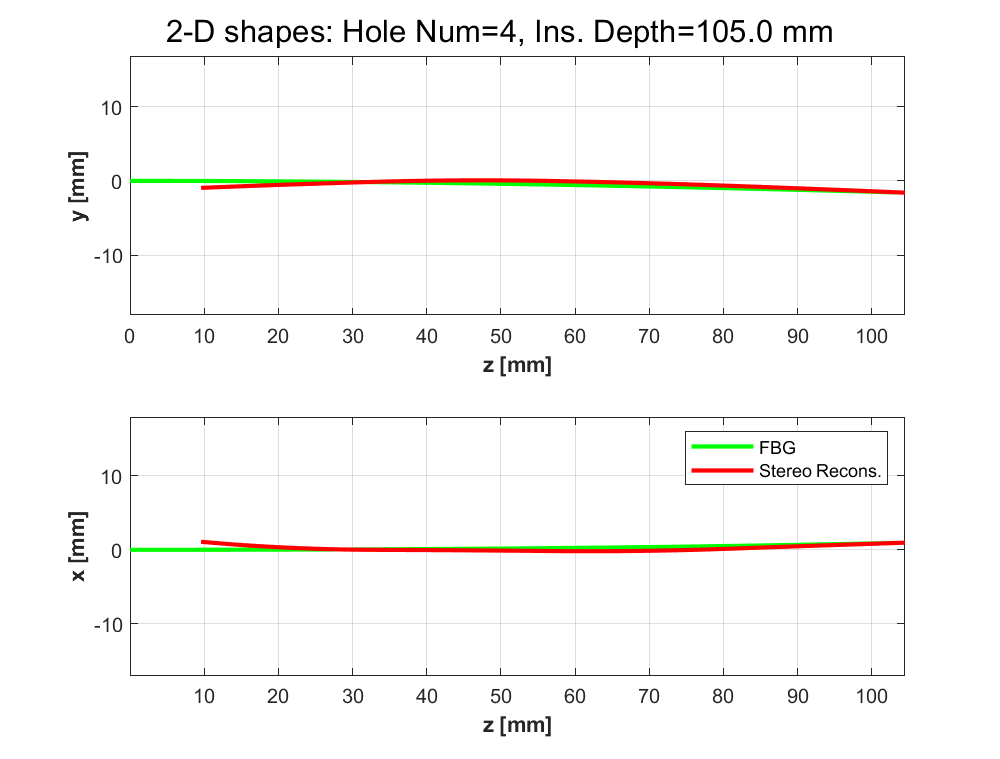 2-D shapes: Hole Num=4, Ins. Depth=105.0 mm
10
0
-10
y [mm]
0 10 20 30 40 50 60 70 80 90 100
z [mm]
FBG
Stereo Recons.
10
0
-10
x [mm]
10 20 30 40 50 60 70 80 90 100
z [mm]